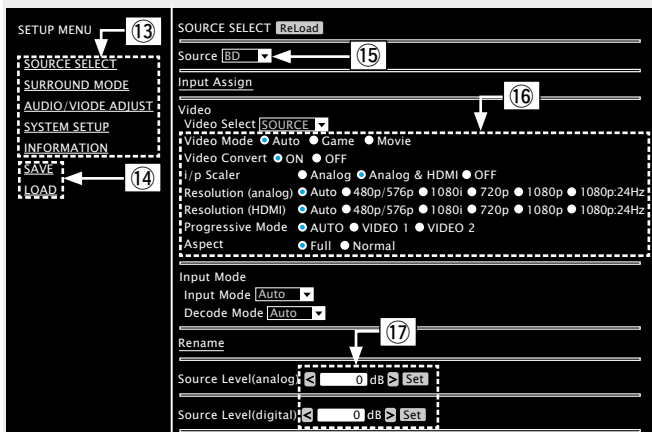 SETUP MENU
⑬
SOURCE SELECT
SURROUND MODE
AUDIO/VIODE ADJUST
SYSTEM SETUP
INFORMATION
SAVE
LOAD
⑭
SOURCE SELECT ReLoad
Source BD
⑮
Input Assign
⑯
Video
Video Select SOURCE
Video Mode Auto Game Movie
Video Convert ON OFF
i/p Scaler Analog Analog & HDMI OFF
Resolution (analog) Auto 480p/576p 1080i 720p 1080p 1080p:24Hz
Resolution (HDMI) Auto 480p/576p 1080i 720p 1080p 1080p:24Hz
Progressive Mode AUTO VIDEO 1 VIDEO 2
Aspect Full Normal
Input Mode
Input Mode Auto
Decode Mode Auto
⑰
Rename
Source Level(analog) < 0 dB > Set
Source Level(digital) < 0 dB > Set